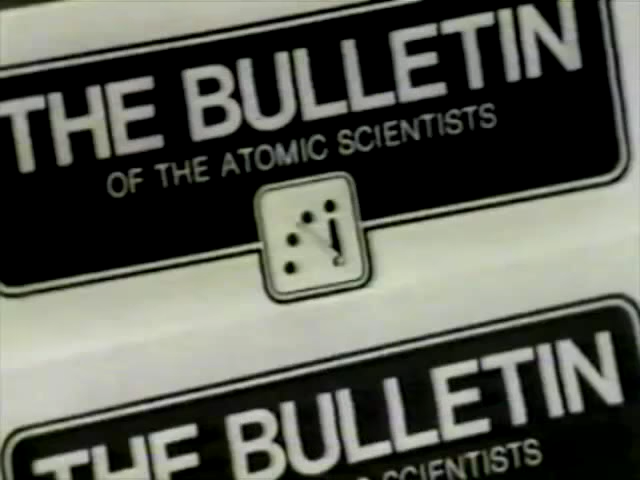 THE BULLETIN
OF THE ATOMIC SCIENTISTS
THE BULLETIN
SCIENTISTS